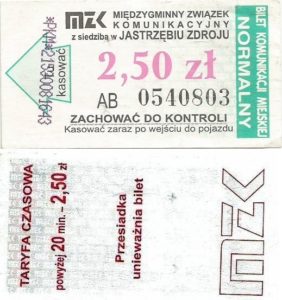 MZK MIĘDZYGMINNY ZWIĄZEK
KOMUNIKACYJNY
z siedzibą w JASTRZĘBIU ZDROJU
2,50 zł
AB 0540803
ZACHOWAĆ DO KONTROLI
Kasować zaraz po wejściu do pojazdu
Kasować
BILET KOMUNIKACJI MIEJSKIEJ
NORMALNY
TARYFA CZASOWA
powyżej 20 min. - 2,50 zł
Przesiadka
unieważnia bilet
MZK